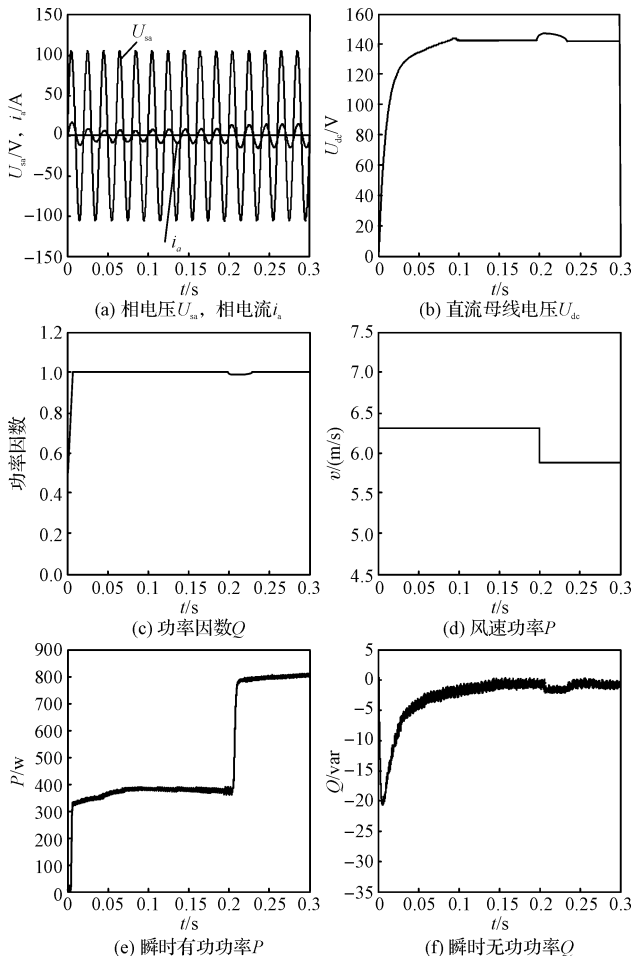 150
100
50
0
−50
−100
−150
U_sa/V，i_a/A
U_sa
i_a
0 0.05 0.1 0.15 0.2 0.25 0.3
t/s
(a) 相电压U_sa，相电流i_a
160
140
120
100
80
60
40
20
0
U_dc/V
0 0.05 0.1 0.15 0.2 0.25 0.3
t/s
(b) 直流母线电压U_dc
1.2
1.0
0.8
0.6
0.4
0.2
0.0
功率因数
0 0.05 0.1 0.15 0.2 0.25 0.3
t/s
(c) 功率因数Q
7.5
7.0
6.5
6.3
5.5
5.0
4.5
v/(m/s)
0 0.05 0.1 0.15 0.2 0.25 0.3
t/s
(d) 风速功率P
900
800
700
600
500
400
300
200
100
0
P/w
0 0.05 0.1 0.15 0.2 0.25 0.3
t/s
(e) 瞬时有功功率P
5
0
−5
−10
−15
−20
−25
−30
−35
Q/var
0 0.05 0.1 0.15 0.2 0.25 0.3
t/s
(f) 瞬时无功功率Q